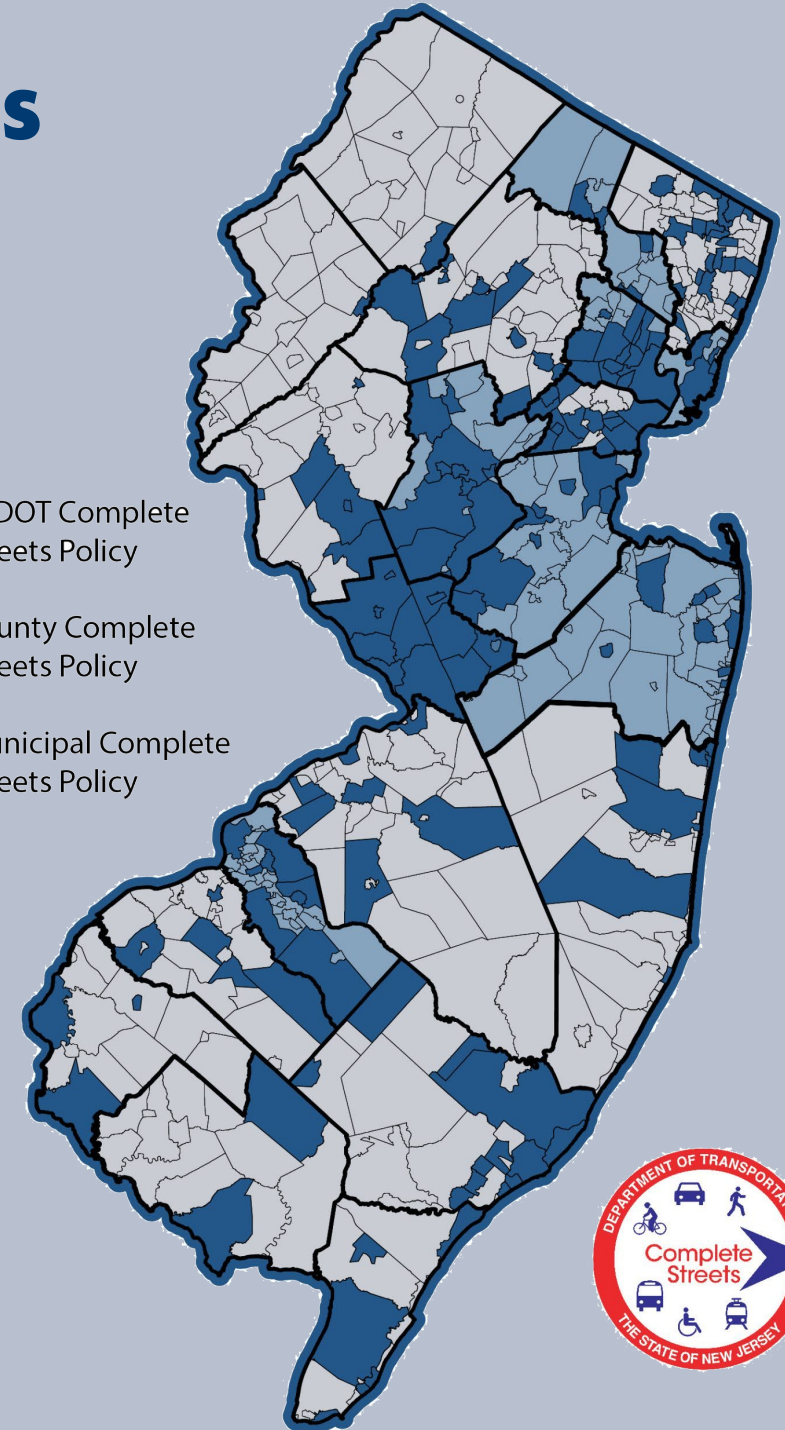 s
DOT Complete
eets Policy
unty Complete
eets Policy
unicipal Complete
eets Policy
DEPARTMENT OF TRANSPORTAT
Complete
Streets
THE STATE OF NEW JERSEY